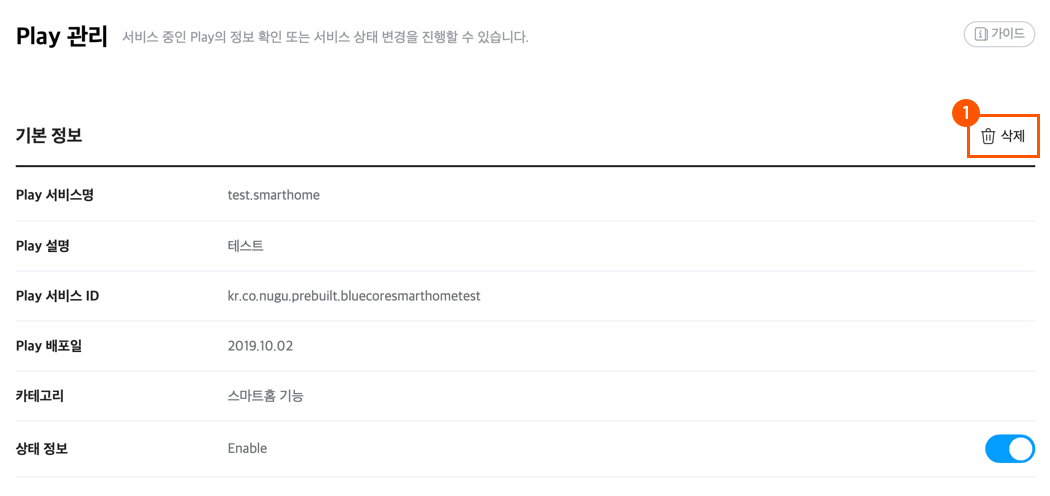 Play 관리 서비스 중인 Play의 정보 확인 또는 서비스 상태 변경을 진행할 수 있습니다. 가이드
1
기본 정보 삭제
Play 서비스명 test.smarthome
Play 설명 테스트
Play 서비스 ID kr.co.nugu.prebuilt.bluecoresmarthometest
Play 배포일 2019.10.02
카테고리 스마트홈 기능
상태 정보 Enable